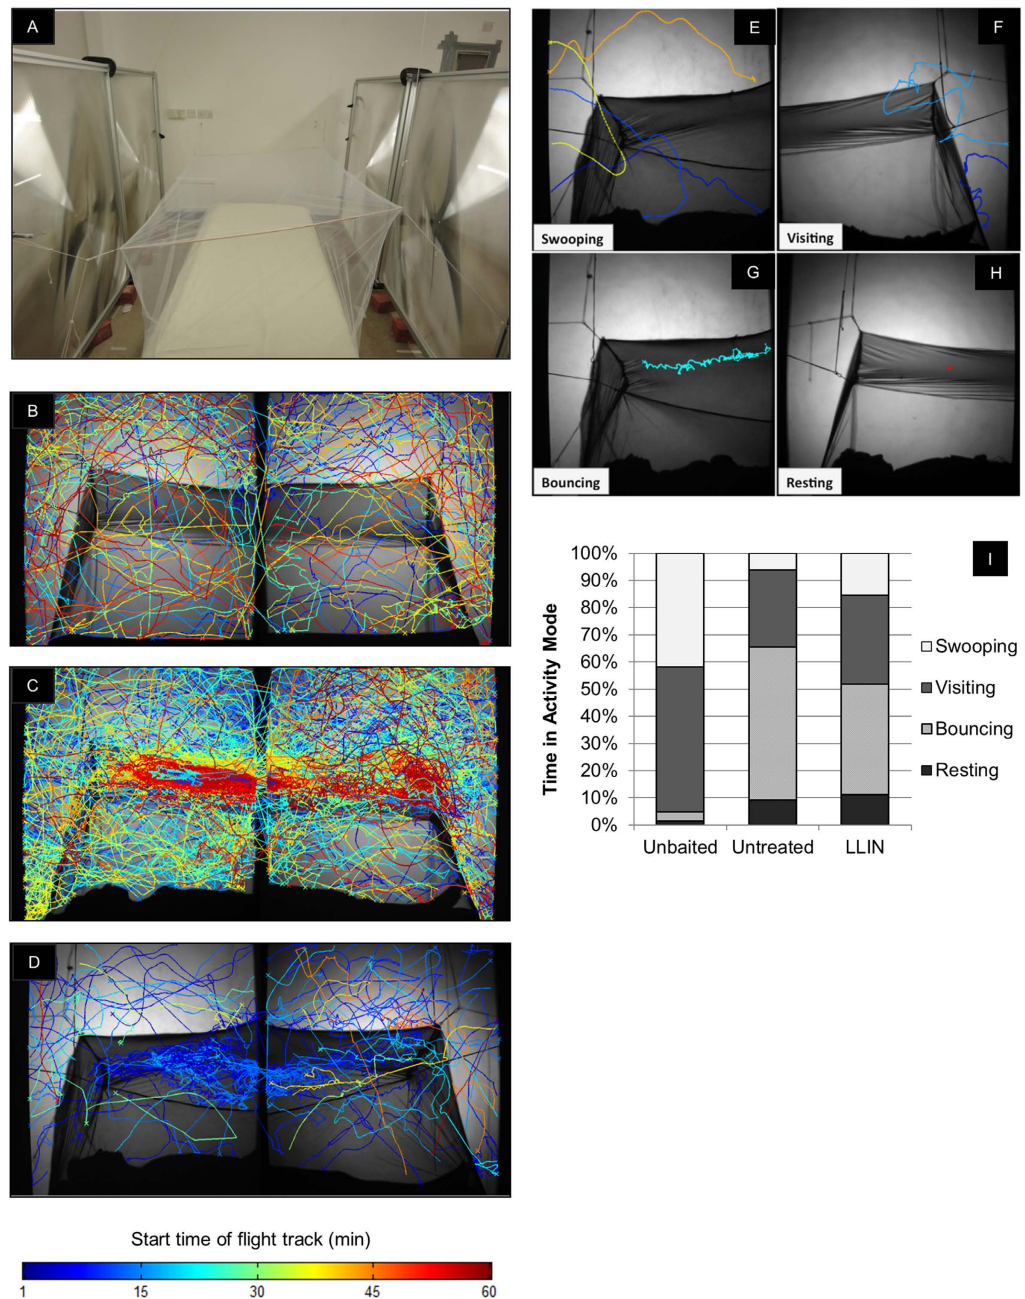 A
B
C
D
Start time of flight track (min)
1 15 30 45 60
E
Swooping
F
Visiting
G
Bouncing
H
Resting
I
Time in Activity Mode
100%
90%
80%
70%
60%
50%
40%
30%
20%
10%
0%
Unbaited Untreated LLIN
Swooping
Visiting
Bouncing
Resting